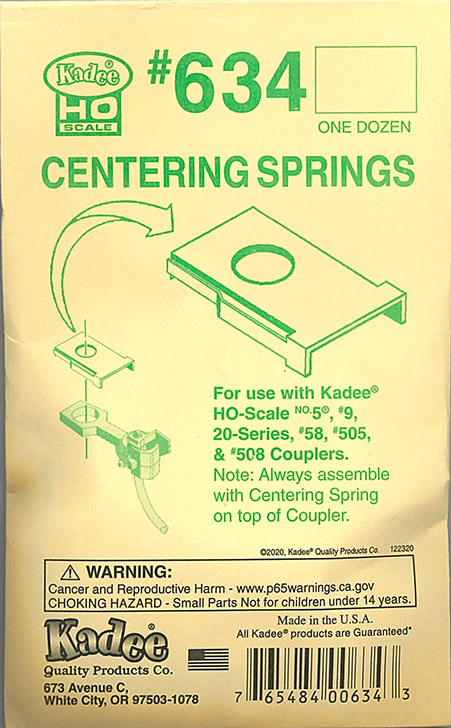 Kadee®
HO
SCALE
#634
ONE DOZEN
CENTERING SPRINGS
For use with Kadee®
HO-Scale NO.5®, #9,
20-Series, #58, #505,
& #508 Couplers.
Note: Always assemble
with Centering Spring
on top of Coupler.
©2020, Kadee® Quality Products Co. 122320
⚠ WARNING:
Cancer and Reproductive Harm - www.p65warnings.ca.gov
CHOKING HAZARD - Small Parts Not for children under 14 years.
Kadee®
Quality Products Co.
673 Avenue C,
White City, OR 97503-1078
Made in the U.S.A.
All Kadee® products are Guaranteed*
7 65484 00634 3